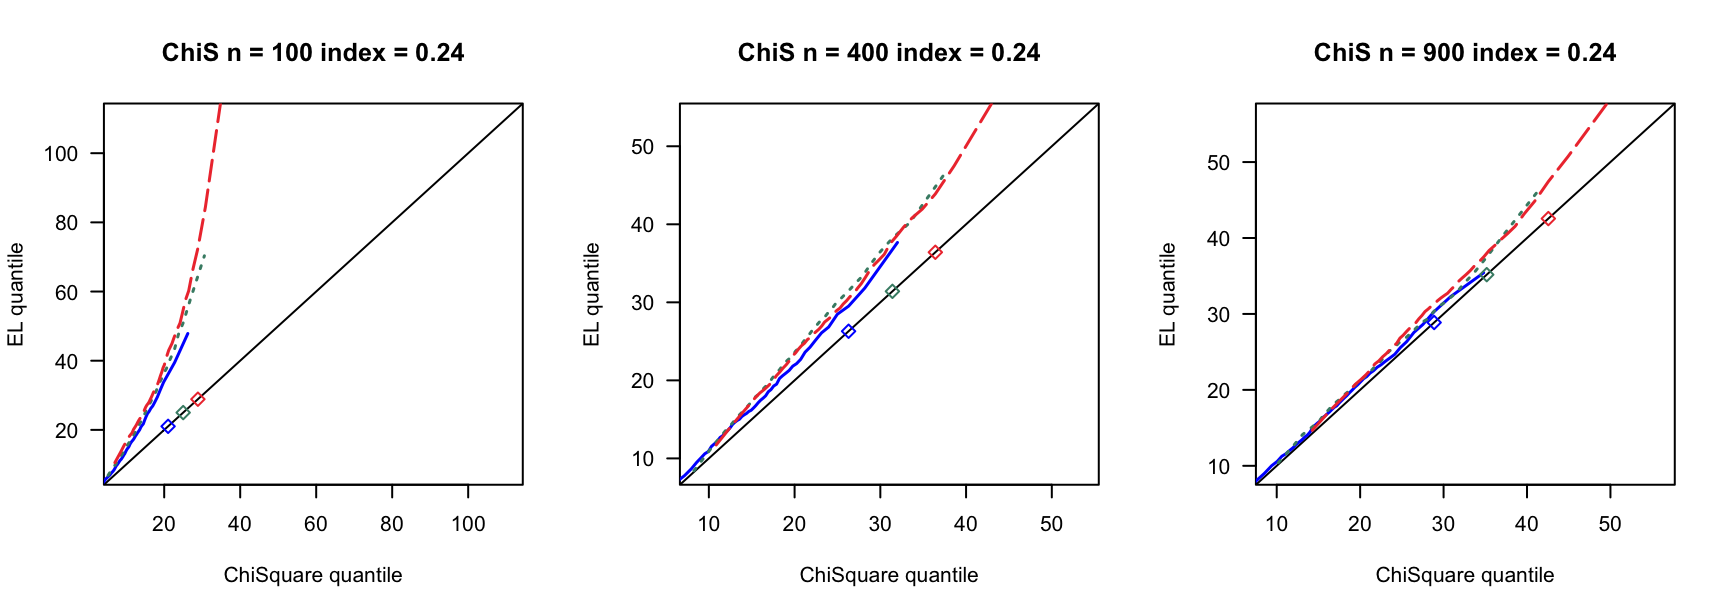 ChiS n = 100 index = 0.24
EL quantile
100
80
60
40
20
20 40 60 80 100
ChiSquare quantile
ChiS n = 400 index = 0.24
EL quantile
50
40
30
20
10
10 20 30 40 50
ChiSquare quantile
ChiS n = 900 index = 0.24
EL quantile
50
40
30
20
10
10 20 30 40 50
ChiSquare quantile